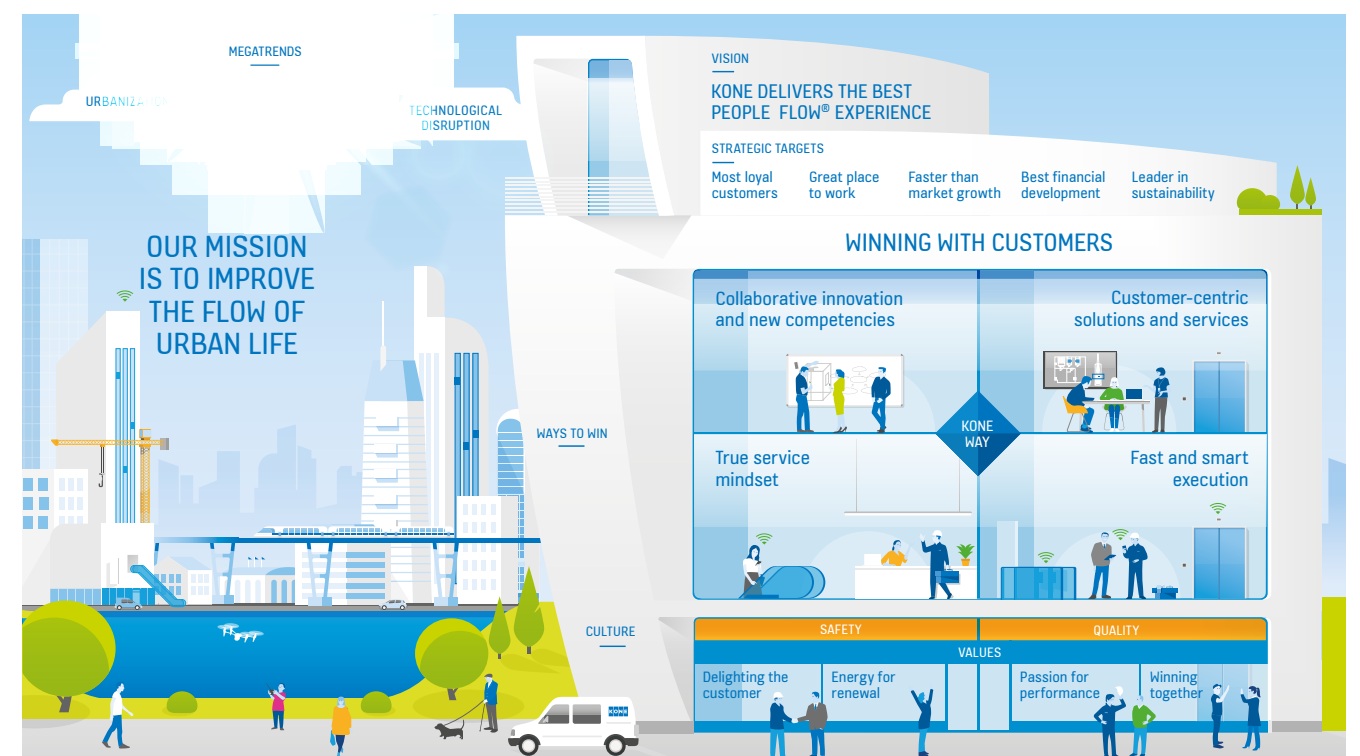 MEGATRENDS
TECHNOLOGICAL
DISRUPTION
OUR MISSION
IS TO IMPROVE
THE FLOW OF
URBAN LIFE
VISION
KONE DELIVERS THE BEST
PEOPLE FLOW® EXPERIENCE
STRATEGIC TARGETS
Most loyal
customers
Great place
to work
Faster than
market growth
Best financial
development
Leader in
sustainability
WINNING WITH CUSTOMERS
WAYS TO WIN
Collaborative innovation
and new competencies
Customer-centric
solutions and services
KONE
WAY
True service
mindset
Fast and smart
execution
CULTURE
SAFETY
QUALITY
VALUES
Delighting the
customer
Energy for
renewal
Passion for
performance
Winning
together
KONE